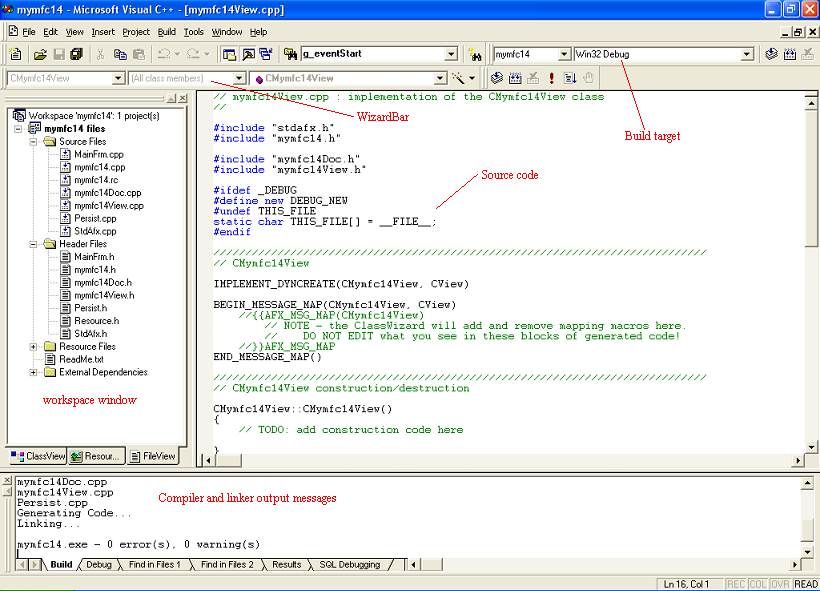 mymfc14 - Microsoft Visual C++ - [mymfc14View.cpp]
File Edit View Insert Project Build Tools Window Help
g_eventStart
mymfc14
Win32 Debug
CMymfc14View
(All class members)
CMymfc14View
WizardBar
Build target
Source code
Workspace 'mymfc14': 1 project(s)
mymfc14 files
Source Files
MainFrm.cpp
mymfc14.cpp
mymfc14.rc
mymfc14Doc.cpp
mymfc14View.cpp
Persist.cpp
StdAfx.cpp
Header Files
MainFrm.h
mymfc14.h
mymfc14Doc.h
mymfc14View.h
Persist.h
Resource.h
StdAfx.h
Resource Files
ReadMe.txt
External Dependencies
workspace window
ClassView
Resour...
FileView
// mymfc14View.cpp : implementation of the CMymfc14View class
//
#include "stdafx.h"
#include "mymfc14.h"
#include "mymfc14Doc.h"
#include "mymfc14View.h"
#ifdef _DEBUG
#define new DEBUG_NEW
#undef THIS_FILE
static char THIS_FILE[] = __FILE__;
#endif
/////////////////////////////////////////////////////////////////////////////
// CMymfc14View
IMPLEMENT_DYNCREATE(CMymfc14View, CView)
BEGIN_MESSAGE_MAP(CMymfc14View, CView)
//{{AFX_MSG_MAP(CMymfc14View)
// NOTE - the ClassWizard will add and remove mapping macros here.
// DO NOT EDIT what you see in these blocks of generated code!
//}}AFX_MSG_MAP
END_MESSAGE_MAP()
/////////////////////////////////////////////////////////////////////////////
// CMymfc14View construction/destruction
CMymfc14View::CMymfc14View()
{
// TODO: add construction code here
}
mymfc14Doc.cpp
mymfc14View.cpp
Persist.cpp
Generating Code...
Linking...
mymfc14.exe - 0 error(s), 0 warning(s)
Compiler and linker output messages
Build
Debug
Find in Files 1
Find in Files 2
Results
SQL Debugging
Ln 16, Col 1
REC COL OVR READ